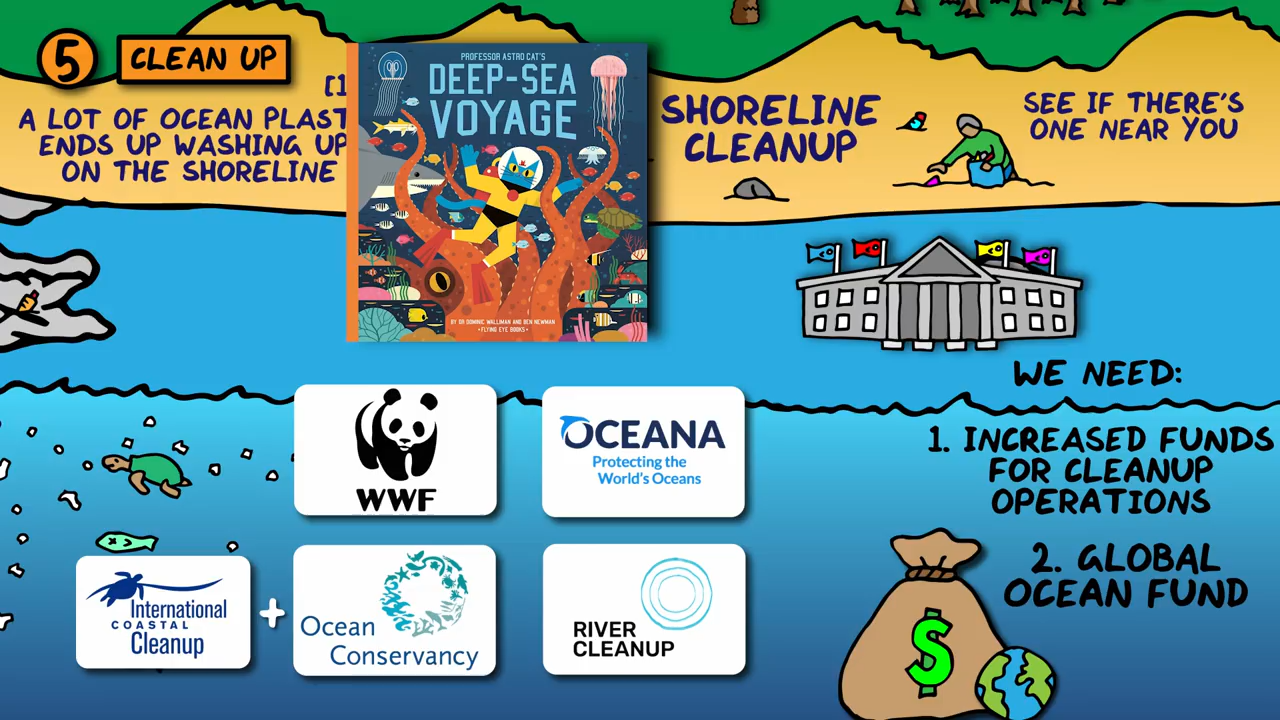 5 CLEAN UP
[1
A LOT OF OCEAN PLAST
ENDS UP WASHING UP
ON THE SHORELINE
PROFESSOR ASTRO CAT'S
DEEP-SEA
VOYAGE
BY DR DOMINIC WALLIMAN AND BEN NEWMAN
•FLYING EYE BOOKS•
SHORELINE
CLEANUP
SEE IF THERE'S
ONE NEAR YOU
WE NEED:
1. INCREASED FUNDS
FOR CLEANUP
OPERATIONS
2. GLOBAL
OCEAN FUND
$
WWF
OCEANA
Protecting the
World's Oceans
International
COASTAL
Cleanup
+
Ocean
Conservancy
RIVER
CLEANUP